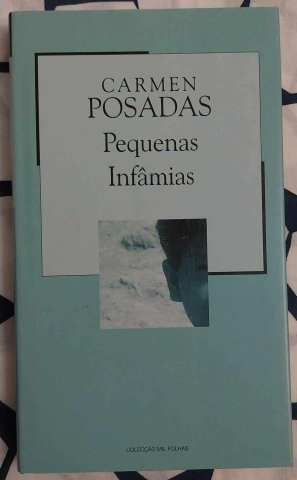 CARMEN
POSADAS
Pequenas
Infâmias
COLECÇÃO MIL FOLHAS